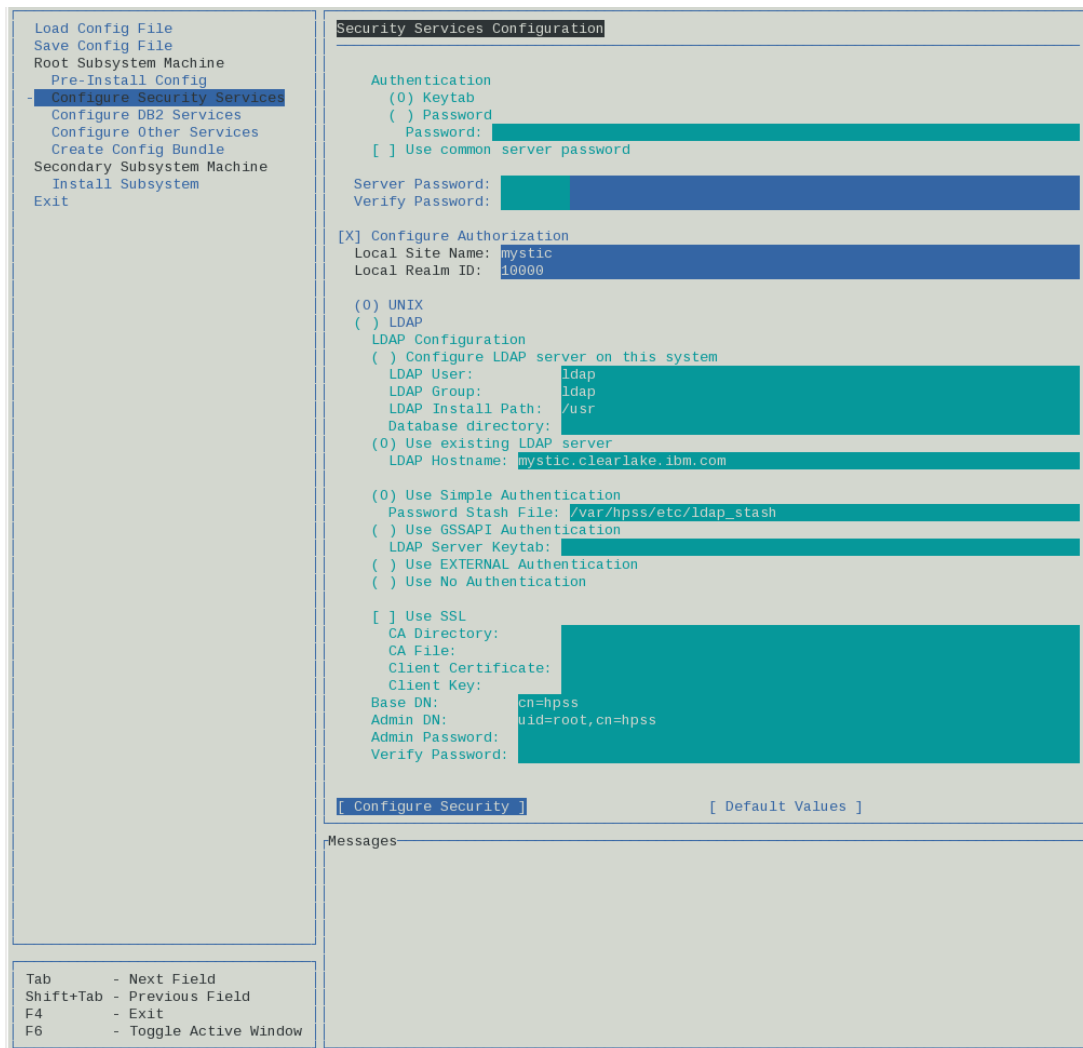 Load Config File
Save Config File
Root Subsystem Machine
Pre-Install Config
- Configure Security Services
Configure DB2 Services
Configure Other Services
Create Config Bundle
Secondary Subsystem Machine
Install Subsystem
Exit
Tab - Next Field
Shift+Tab - Previous Field
F4 - Exit
F6 - Toggle Active Window
Security Services Configuration
Authentication
(O) Keytab
( ) Password
Password:
[ ] Use common server password
Server Password:
Verify Password:
[X] Configure Authorization
Local Site Name: mystic
Local Realm ID: 10000
(O) UNIX
( ) LDAP
LDAP Configuration
( ) Configure LDAP server on this system
LDAP User: ldap
LDAP Group: ldap
LDAP Install Path: /usr
Database directory:
(O) Use existing LDAP server
LDAP Hostname: mystic.clearlake.ibm.com
(O) Use Simple Authentication
Password Stash File: /var/hpss/etc/ldap_stash
( ) Use GSSAPI Authentication
LDAP Server Keytab:
( ) Use EXTERNAL Authentication
( ) Use No Authentication
[ ] Use SSL
CA Directory:
CA File:
Client Certificate:
Client Key:
Base DN: cn=hpss
Admin DN: uid=root,cn=hpss
Admin Password:
Verify Password:
[ Configure Security ] [ Default Values ]
Messages